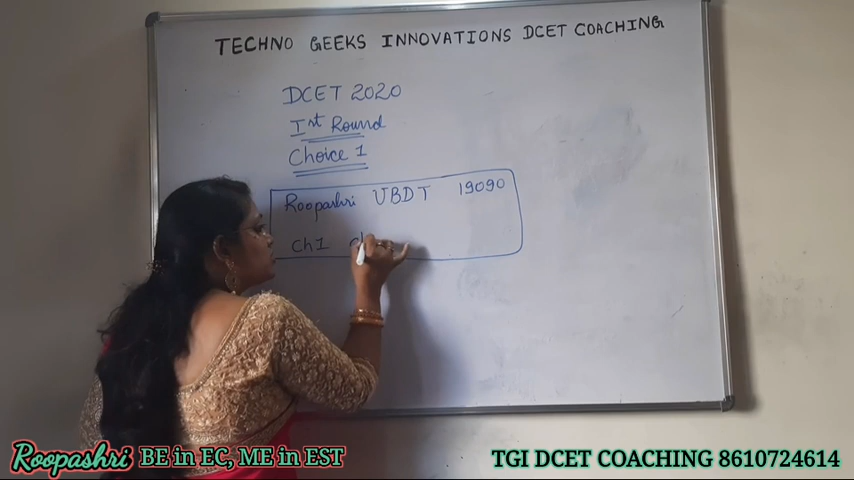 TECHNO GEEKS INNOVATIONS DCET COACHING
DCET 2020
Ist Round
Choice 1
Roopashri UBDT 19090
Ch1
Roopashri BE in EC, ME in EST
TGI DCET COACHING 8610724614